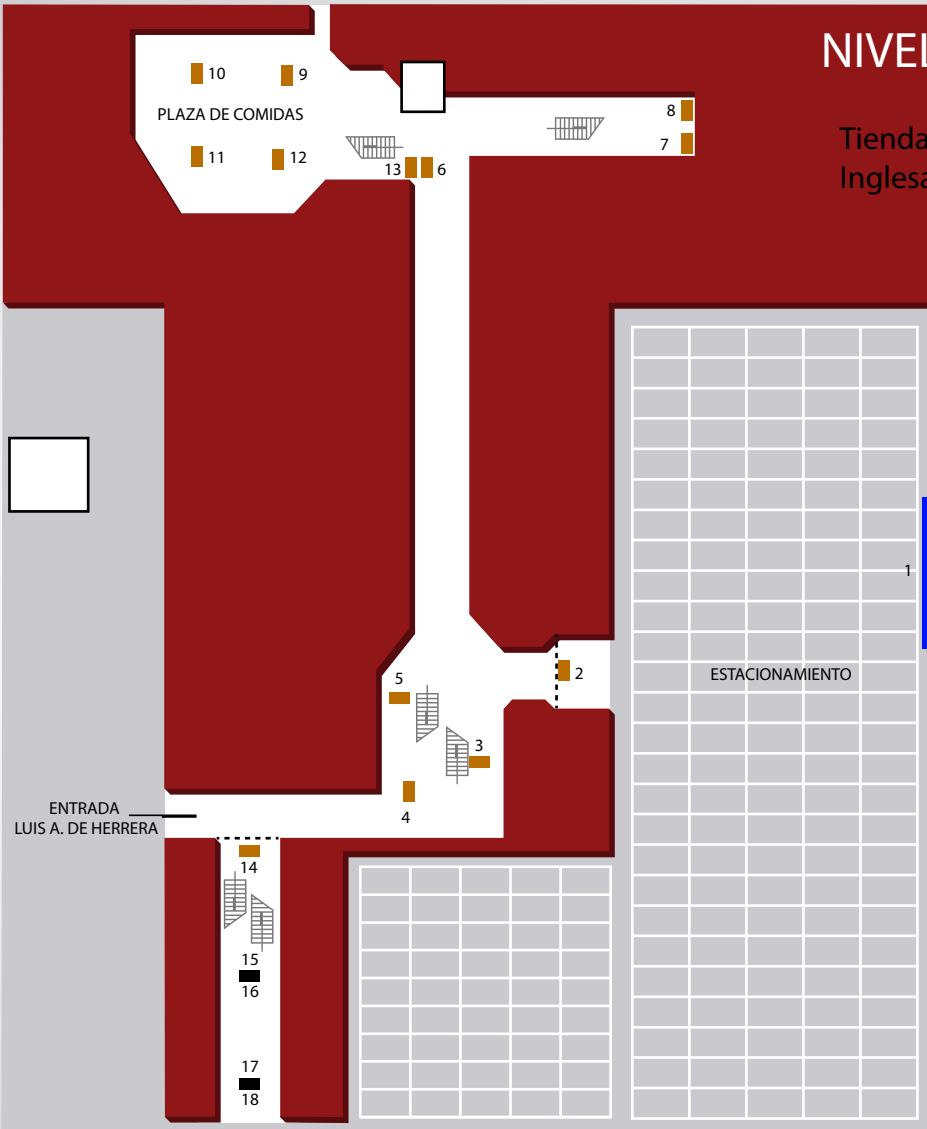 NIVEL
10
9
PLAZA DE COMIDAS
8
Tienda
Inglesa
7
11
12
13
6
1
5
2
ESTACIONAMIENTO
3
ENTRADA
LUIS A. DE HERRERA
4
14
15
16
17
18